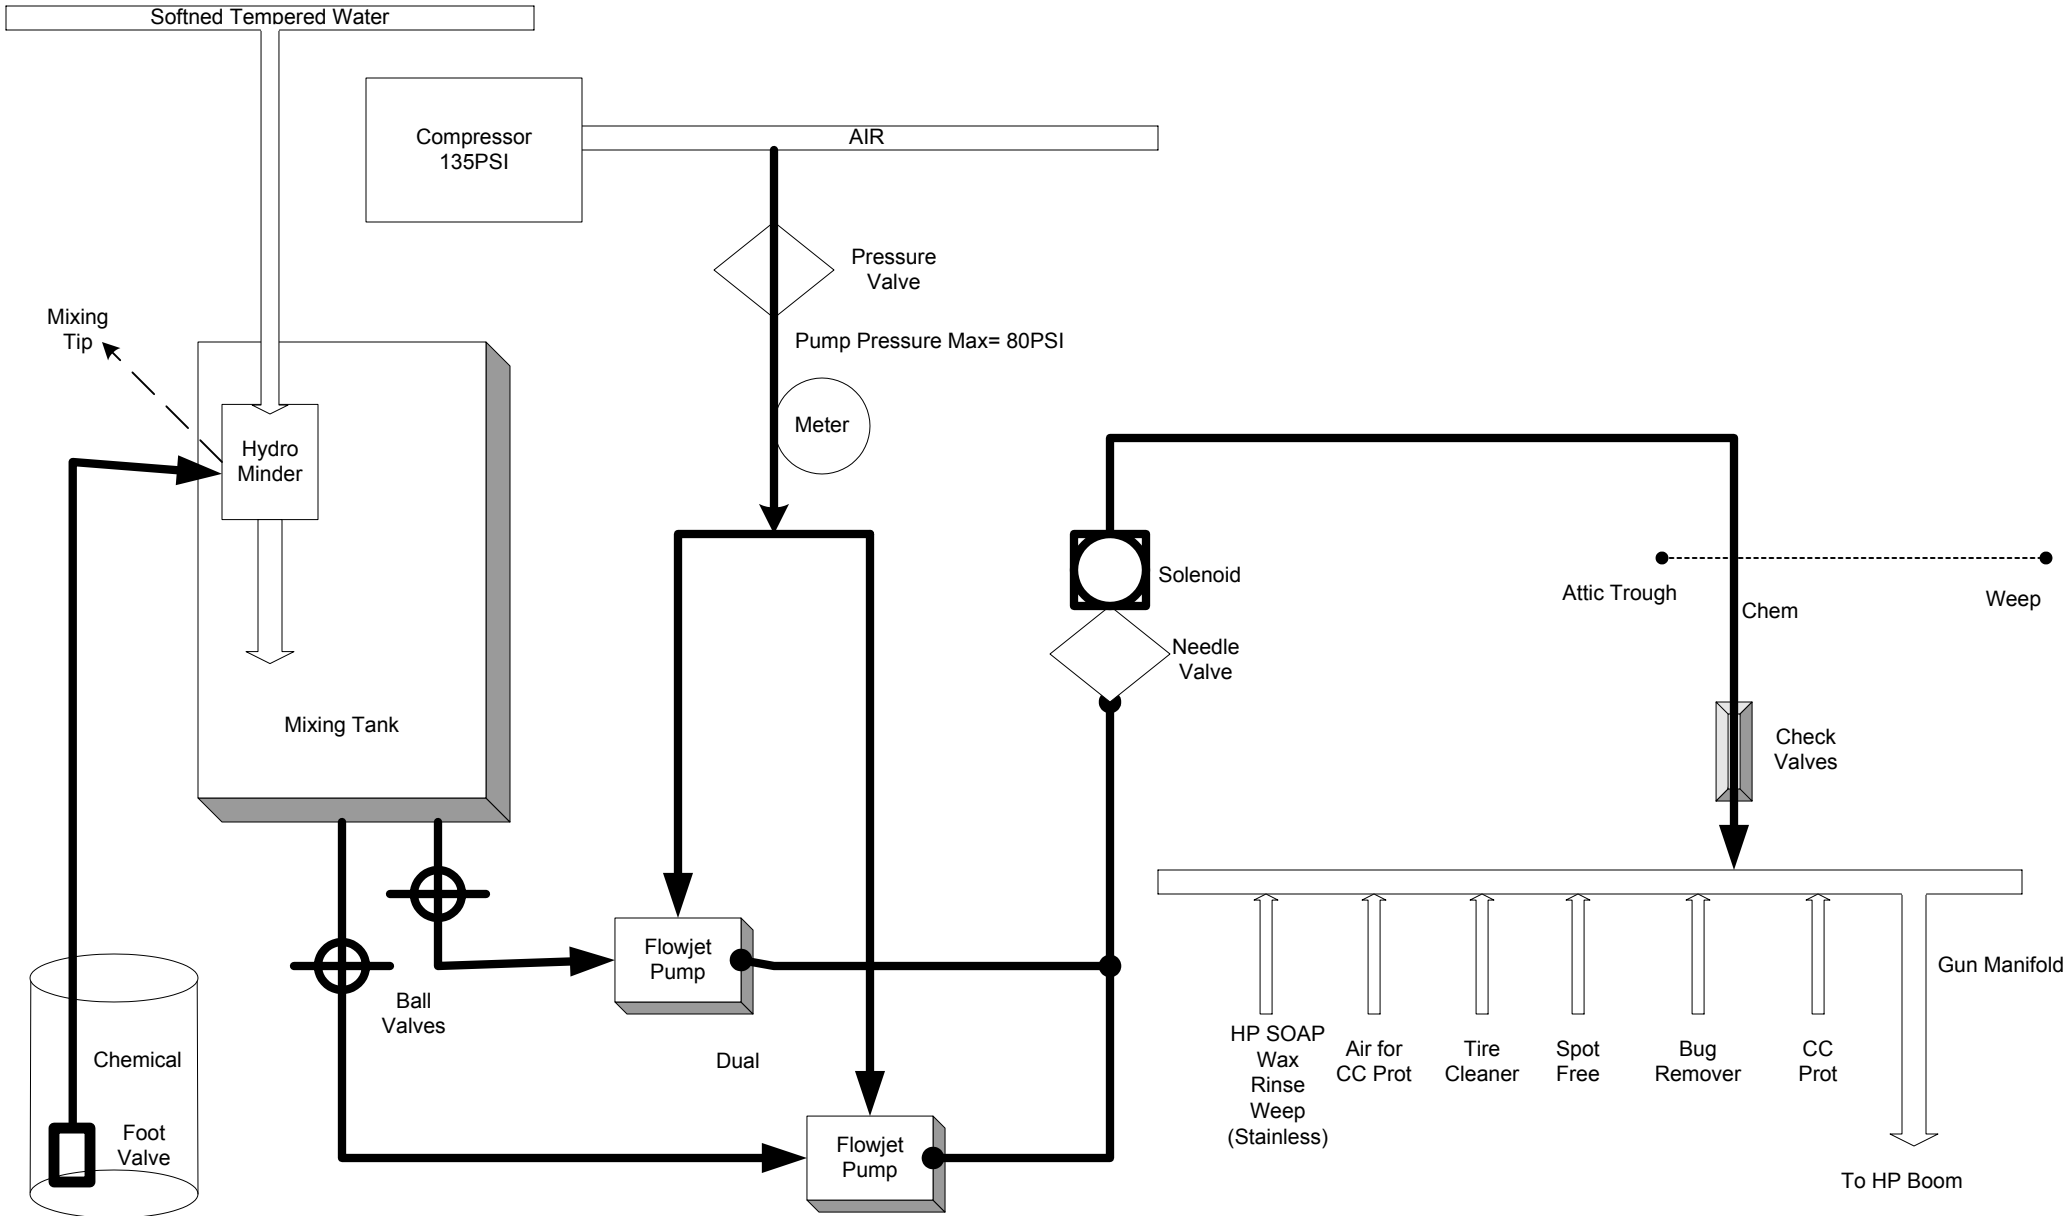 Softned Tempered Water
Compressor
135PSI
AIR
Pressure
Valve
Mixing
Tip
Pump Pressure Max= 80PSI
Meter
Hydro
Minder
Solenoid
Attic Trough
Weep
Chem
Needle
Valve
Mixing Tank
Check
Valves
Flowjet
Pump
Gun Manifold
Ball
Valves
HP SOAP
Wax
Rinse
Weep
(Stainless)
Air for
CC Prot
Tire
Cleaner
Spot
Free
Bug
Remover
CC
Prot
Chemical
Dual
Foot
Valve
Flowjet
Pump
To HP Boom